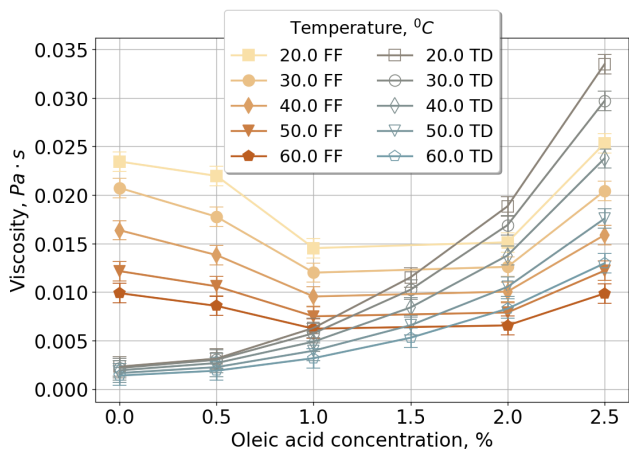 Temperature, ⁰C
20.0 FF 20.0 TD
30.0 FF 30.0 TD
40.0 FF 40.0 TD
50.0 FF 50.0 TD
60.0 FF 60.0 TD
Viscosity, Pa · s
0.035
0.030
0.025
0.020
0.015
0.010
0.005
0.000
0.0 0.5 1.0 1.5 2.0 2.5
Oleic acid concentration, %